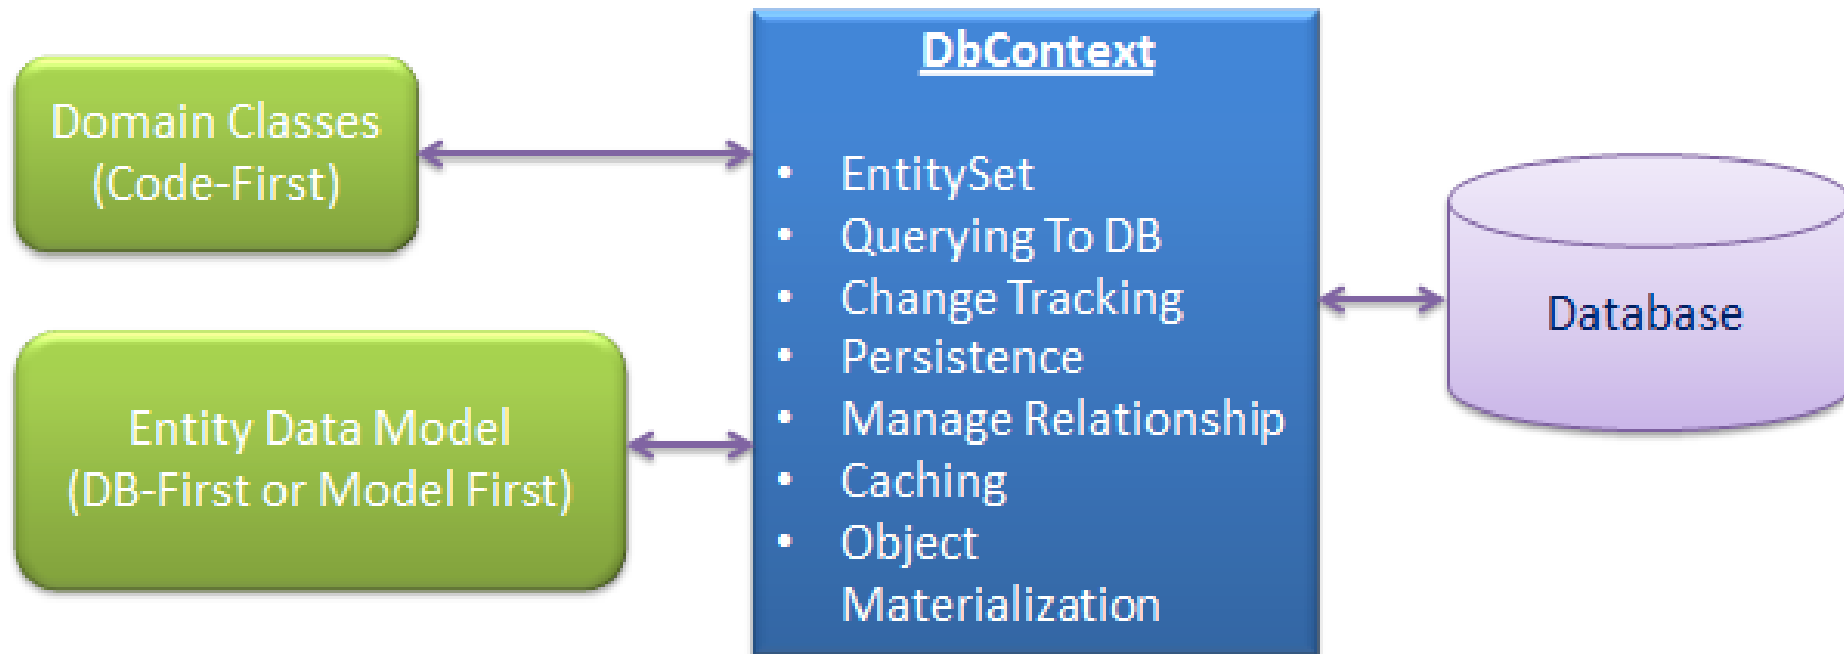 Domain Classes
(Code-First)
Entity Data Model
(DB-First or Model First)
DbContext
• EntitySet
• Querying To DB
• Change Tracking
• Persistence
• Manage Relationship
• Caching
• Object
Materialization
Database